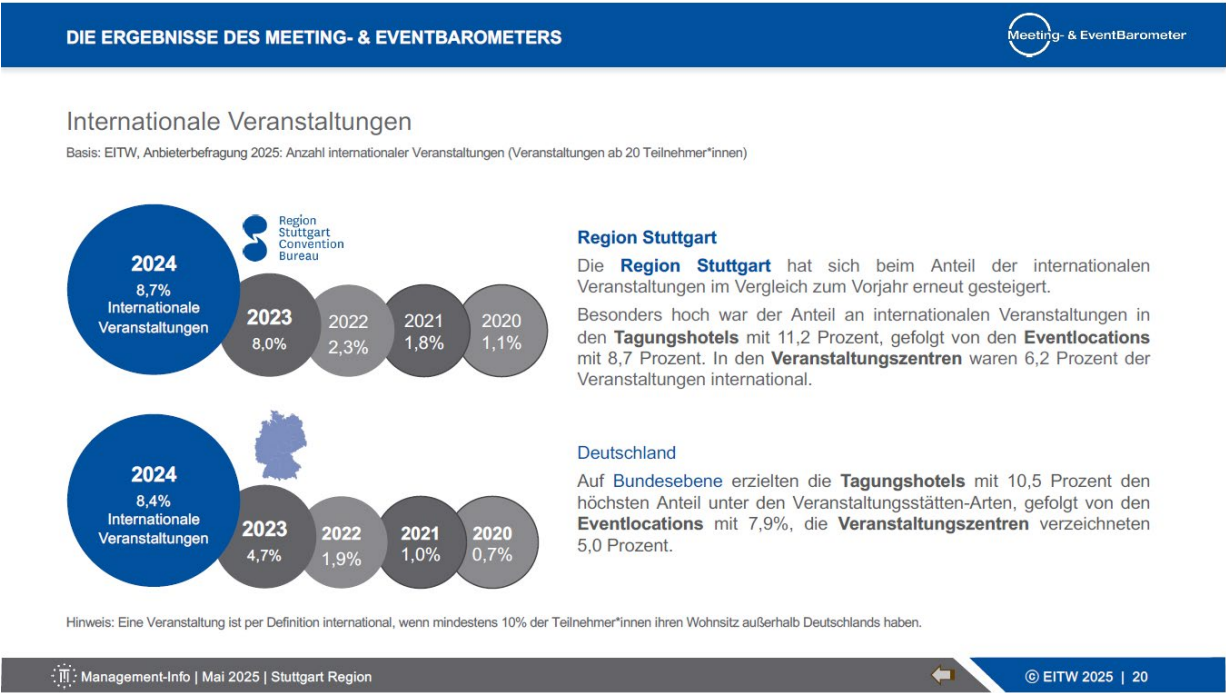 DIE ERGEBNISSE DES MEETING- & EVENTBAROMETERS
Meeting- & EventBarometer
Internationale Veranstaltungen
Basis: EITW, Anbieterbefragung 2025: Anzahl internationaler Veranstaltungen (Veranstaltungen ab 20 Teilnehmer*innen)
Region
Stuttgart
Convention
Bureau
2024
8,7%
Internationale
Veranstaltungen
2023
8,0%
2022
2,3%
2021
1,8%
2020
1,1%
Region Stuttgart
Die Region Stuttgart hat sich beim Anteil der internationalen
Veranstaltungen im Vergleich zum Vorjahr erneut gesteigert.
Besonders hoch war der Anteil an internationalen Veranstaltungen in
den Tagungshotels mit 11,2 Prozent, gefolgt von den Eventlocations
mit 8,7 Prozent. In den Veranstaltungszentren waren 6,2 Prozent der
Veranstaltungen international.
2024
8,4%
Internationale
Veranstaltungen
2023
4,7%
2022
1,9%
2021
1,0%
2020
0,7%
Deutschland
Auf Bundesebene erzielten die Tagungshotels mit 10,5 Prozent den
höchsten Anteil unter den Veranstaltungsstätten-Arten, gefolgt von den
Eventlocations mit 7,9%, die Veranstaltungszentren verzeichneten
5,0 Prozent.
Hinweis: Eine Veranstaltung ist per Definition international, wenn mindestens 10% der Teilnehmer*innen ihren Wohnsitz außerhalb Deutschlands haben.
Management-Info | Mai 2025 | Stuttgart Region
© EITW 2025 | 20